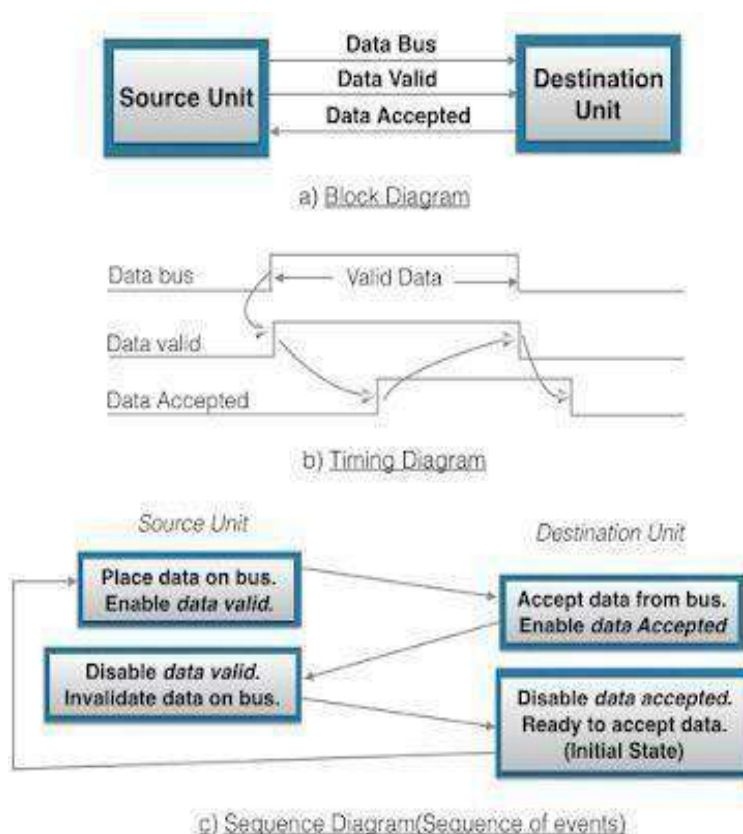 Data Bus
Source Unit
Data Valid
Destination
Unit
Data Accepted
a) Block Diagram
Data bus
Valid Data
Data valid
Data Accepted
b) Timing Diagram
Source Unit
Destination Unit
Place data on bus.
Enable data valid.
Accept data from bus.
Enable data Accepted
Disable data valid.
Invalidate data on bus.
Disable data accepted.
Ready to accept data.
(Initial State)
c) Sequence Diagram(Sequence of events)